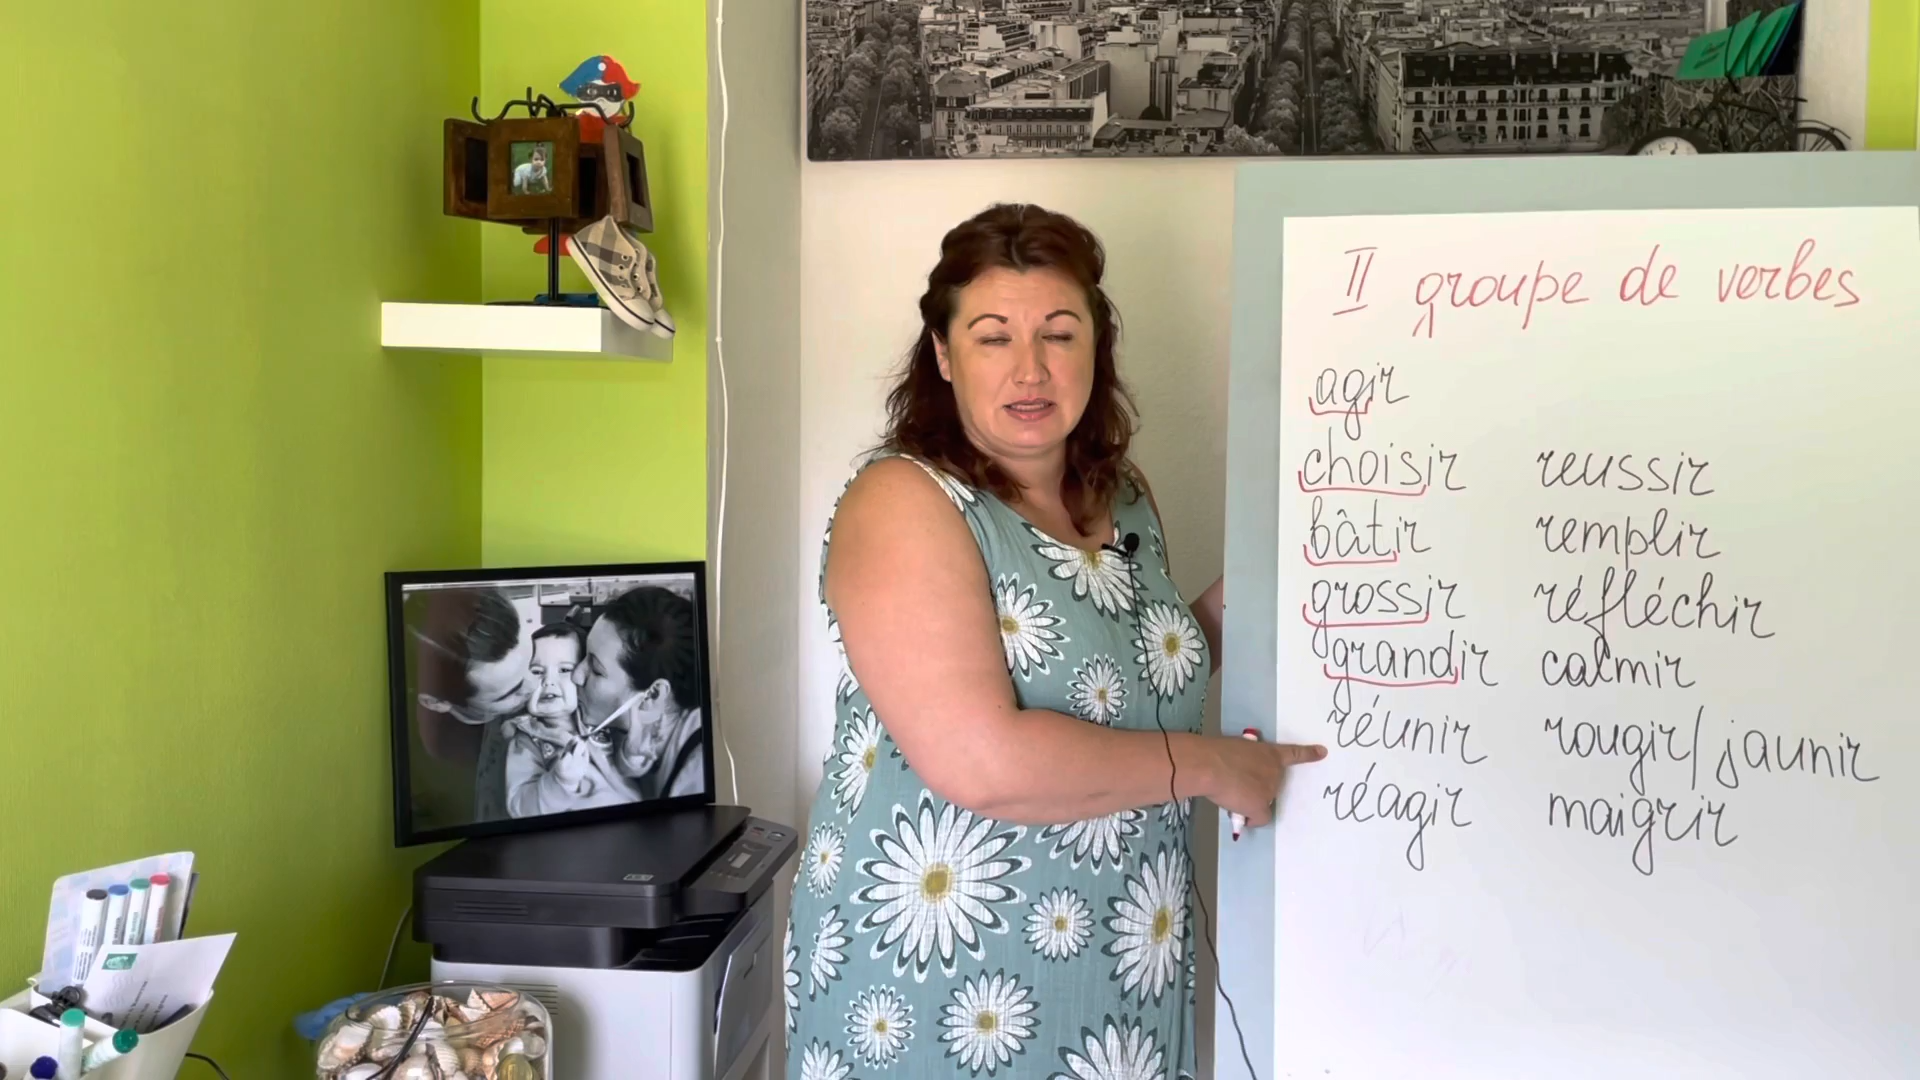 II groupe de verbes
agir
choisir reussir
bâtir remplir
grossir réfléchir
grandir calmir
réunir rougir/jaunir
réagir maigrir